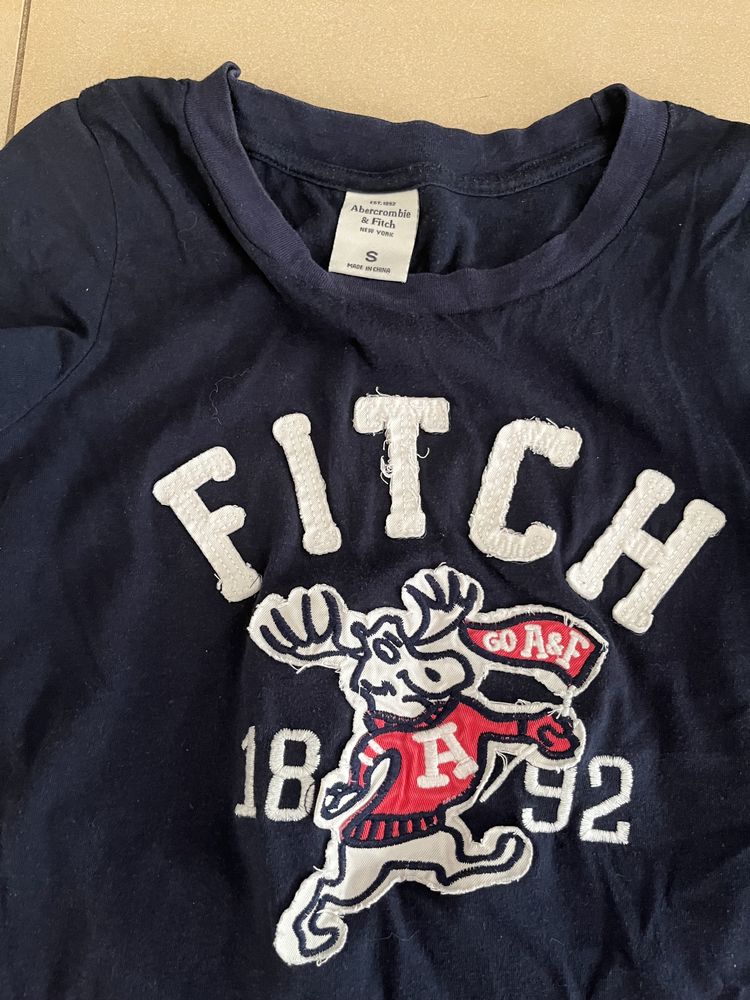 EST. 1892
Abercrombie
& Fitch
NEW YORK
S
MADE IN CHINA
FITCH
GO A&F
A
18 92